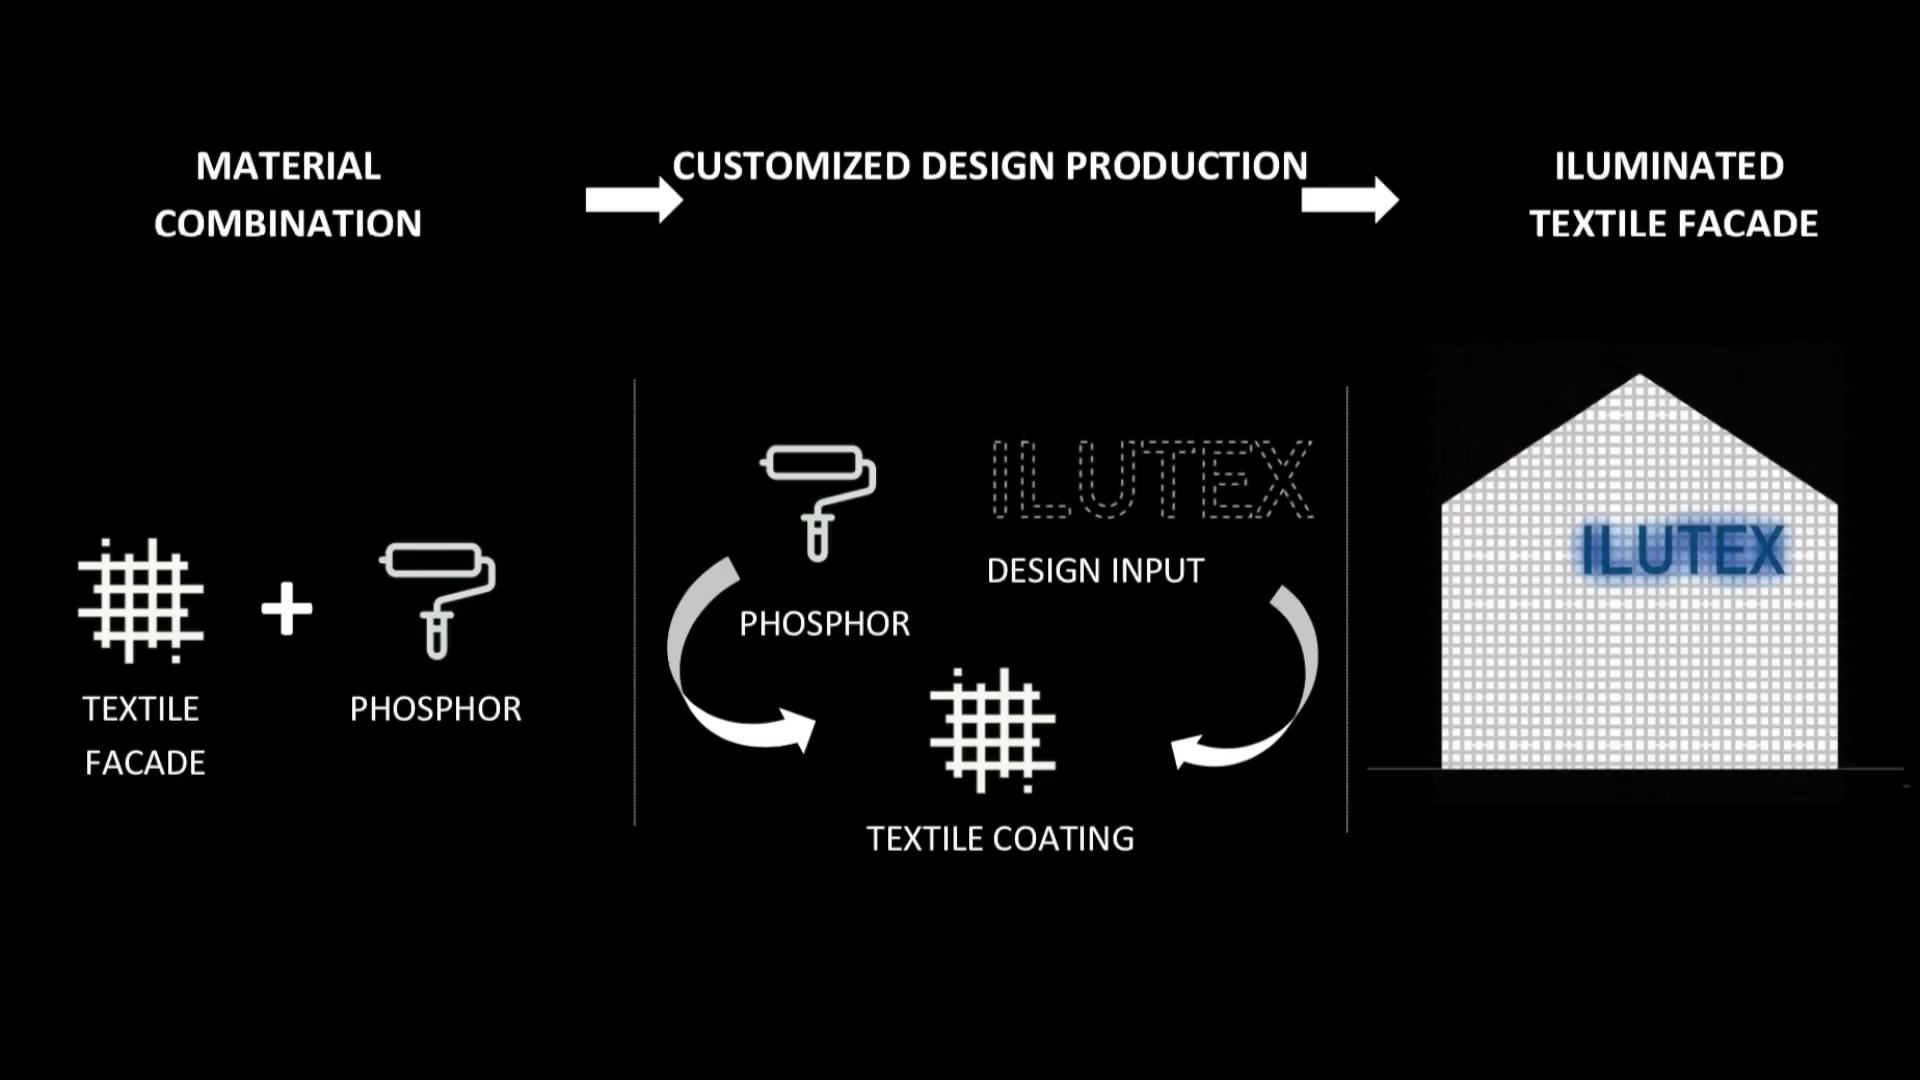 MATERIAL
COMBINATION
CUSTOMIZED DESIGN PRODUCTION
ILUMINATED
TEXTILE FACADE
TEXTILE
FACADE
PHOSPHOR
PHOSPHOR
ILUTEX
DESIGN INPUT
TEXTILE COATING
ILUTEX